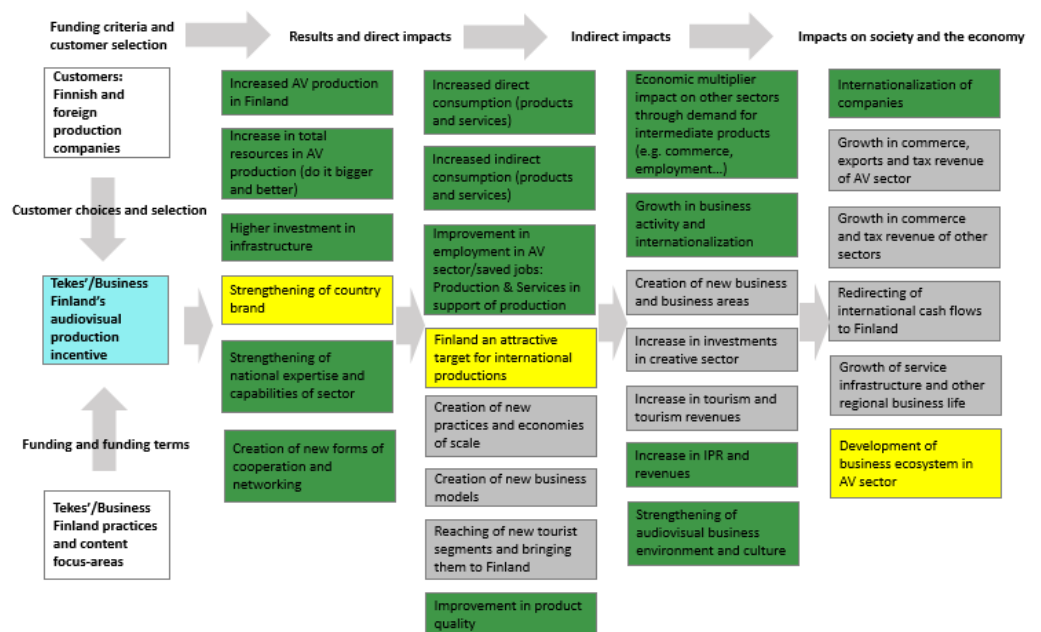 Funding criteria and
customer selection
Results and direct impacts
Indirect impacts
Impacts on society and the economy
Customers:
Finnish and
foreign
production
companies
Customer choices and selection
Tekes'/Business
Finland's
audiovisual
production
incentive
Funding and funding terms
Tekes'/Business
Finland practices
and content
focus-areas
Increased AV production
in Finland
Increase in total
resources in AV
production (do it bigger
and better)
Higher investment in
infrastructure
Strengthening of country
brand
Strengthening of
national expertise and
capabilities of sector
Creation of new forms of
cooperation and
networking
Increased direct
consumption (products
and services)
Increased indirect
consumption (products
and services)
Improvement in
employment in AV
sector/saved jobs:
Production & Services in
support of production
Finland an attractive
target for international
productions
Creation of new
practices and economies
of scale
Creation of new business
models
Reaching of new tourist
segments and bringing
them to Finland
Improvement in product
quality
Economic multiplier
impact on other sectors
through demand for
intermediate products
(e.g. commerce,
employment...)
Growth in business
activity and
internationalization
Creation of new business
and business areas
Increase in investments
in creative sector
Increase in tourism and
tourism revenues
Increase in IPR and
revenues
Strengthening of
audiovisual business
environment and culture
Internationalization of
companies
Growth in commerce,
exports and tax revenue
of AV sector
Growth in commerce
and tax revenue of other
sectors
Redirecting of
international cash flows
to Finland
Growth of service
infrastructure and other
regional business life
Development of
business ecosystem in
AV sector